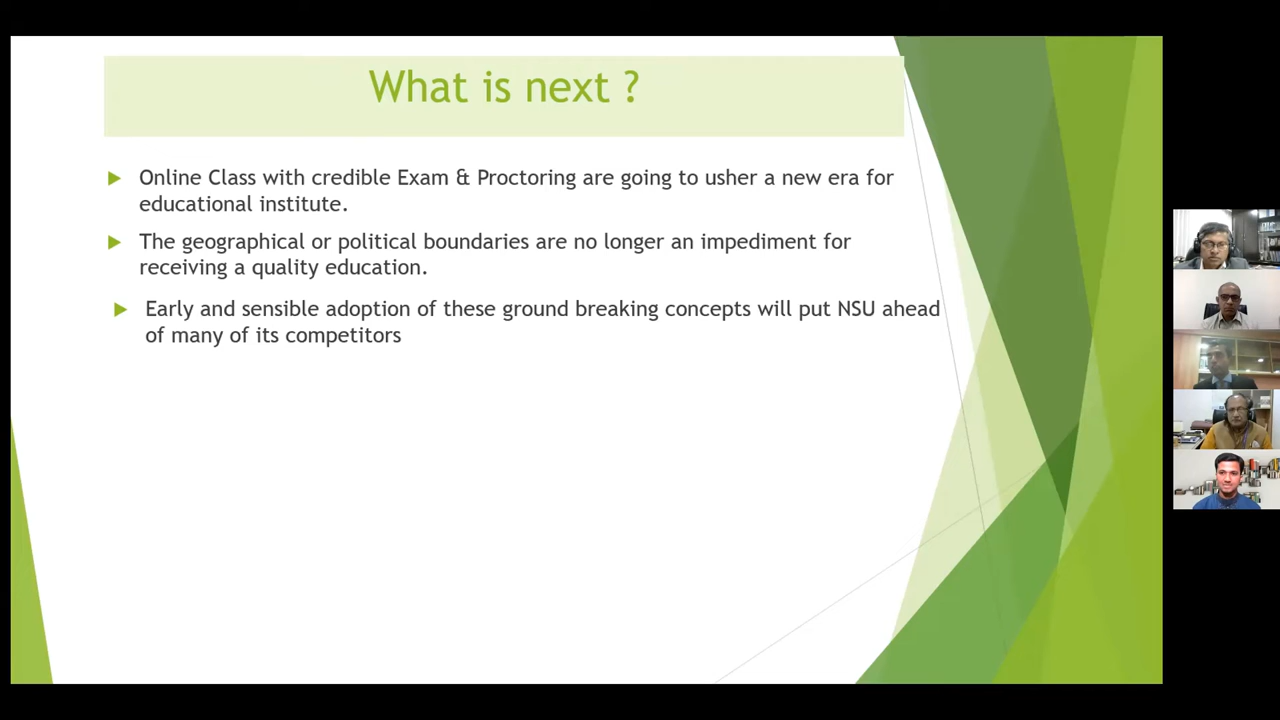 What is next ?
Online Class with credible Exam & Proctoring are going to usher a new era for
educational institute.
The geographical or political boundaries are no longer an impediment for
receiving a quality education.
Early and sensible adoption of these ground breaking concepts will put NSU ahead
of many of its competitors